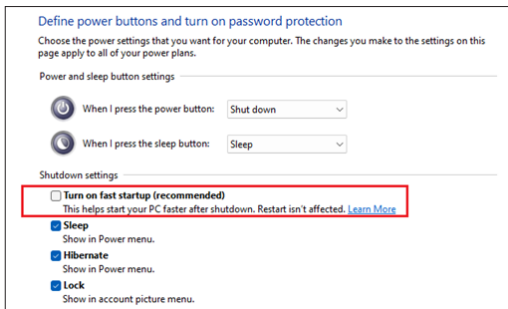 Define power buttons and turn on password protection
Choose the power settings that you want for your computer. The changes you make to the settings on this
page apply to all of your power plans.
Power and sleep button settings
When I press the power button: Shut down
When I press the sleep button: Sleep
Shutdown settings
Turn on fast startup (recommended)
This helps start your PC faster after shutdown. Restart isn't affected. Learn More
Sleep
Show in Power menu.
Hibernate
Show in Power menu.
Lock
Show in account picture menu.